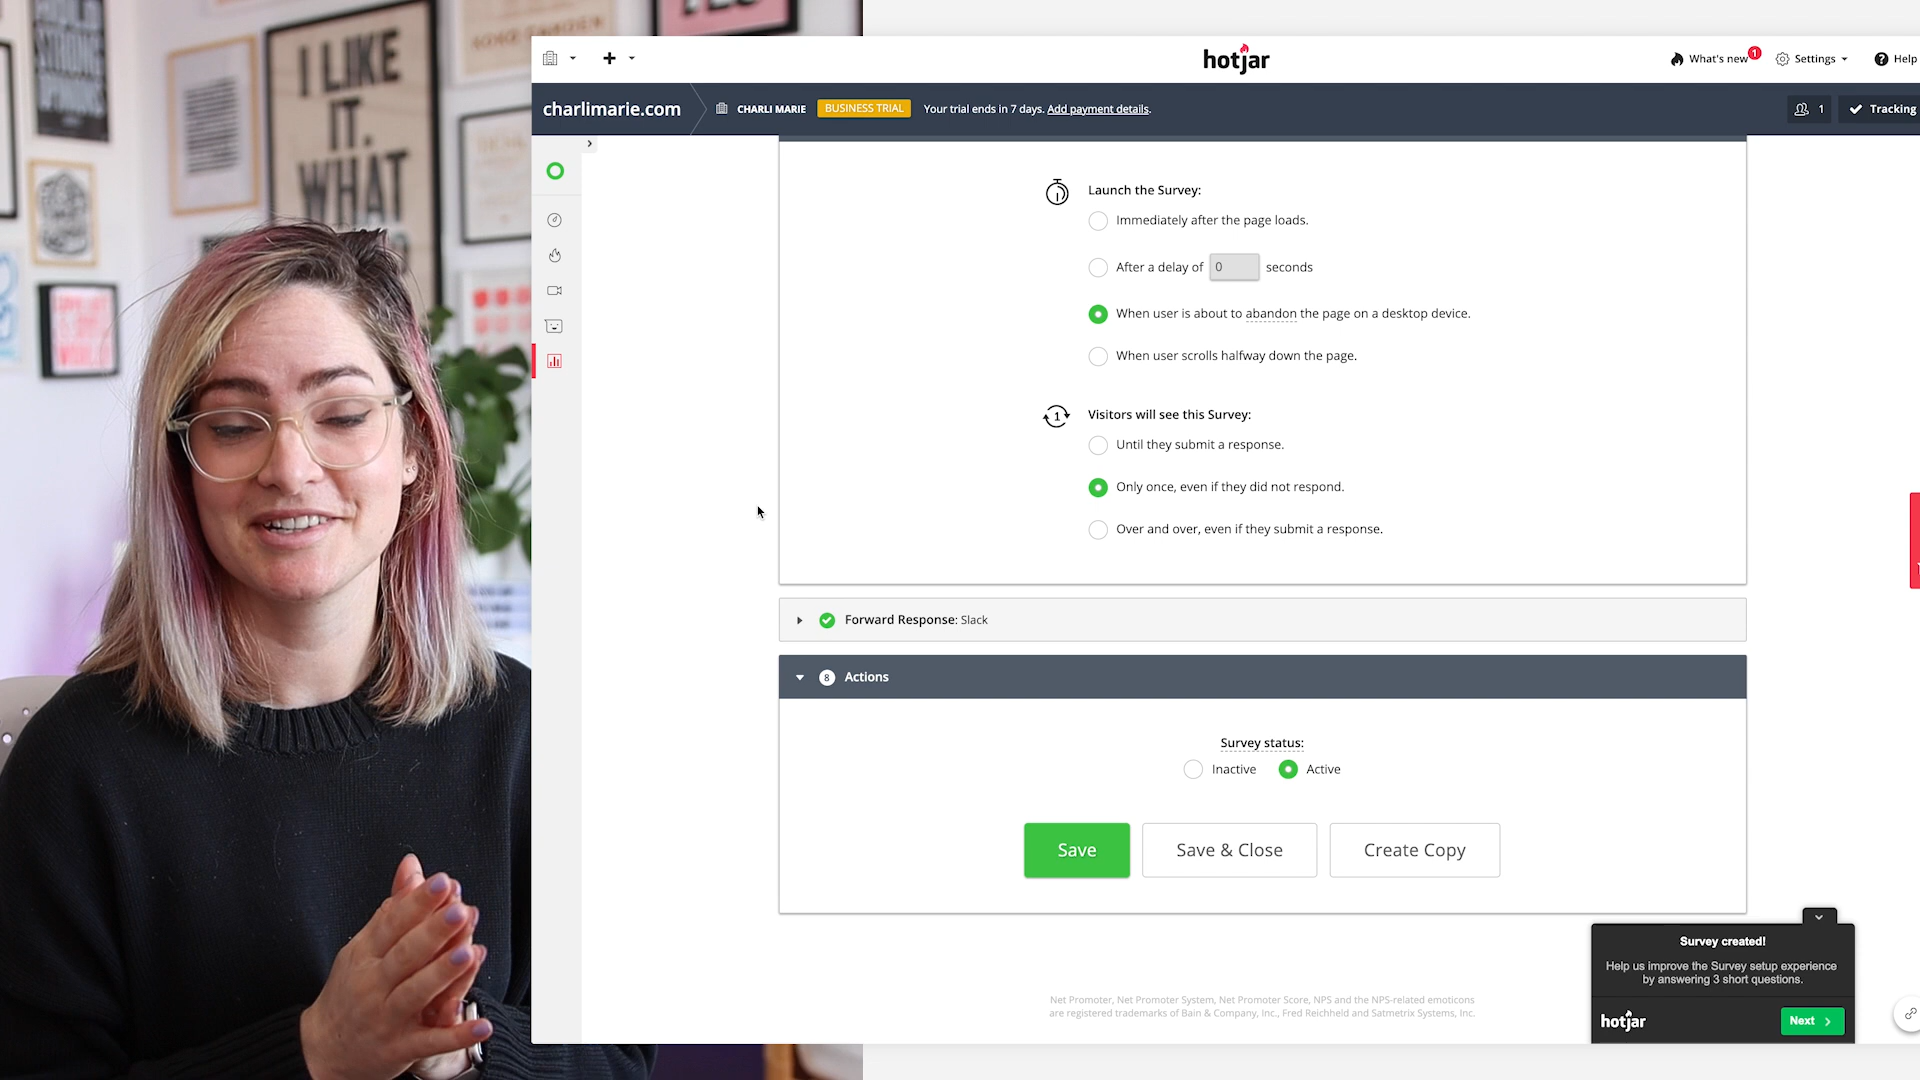 I LIKE
IT.
WHAT
hotjar
What's new
1
Settings
Help
charlimarie.com
CHARLI MARIE
BUSINESS TRIAL
Your trial ends in 7 days. Add payment details.
1
Tracking
Launch the Survey:
Immediately after the page loads.
After a delay of 0 seconds
When user is about to abandon the page on a desktop device.
When user scrolls halfway down the page.
1
Visitors will see this Survey:
Until they submit a response.
Only once, even if they did not respond.
Over and over, even if they submit a response.
Forward Response: Slack
8 Actions
Survey status:
Inactive
Active
Save
Save & Close
Create Copy
Survey created!
Help us improve the Survey setup experience
by answering 3 short questions.
hotjar
Next
Net Promoter, Net Promoter System, Net Promoter Score, NPS and the NPS-related emoticons
are registered trademarks of Bain & Company, Inc., Fred Reichheld and Satmetrix Systems, Inc.